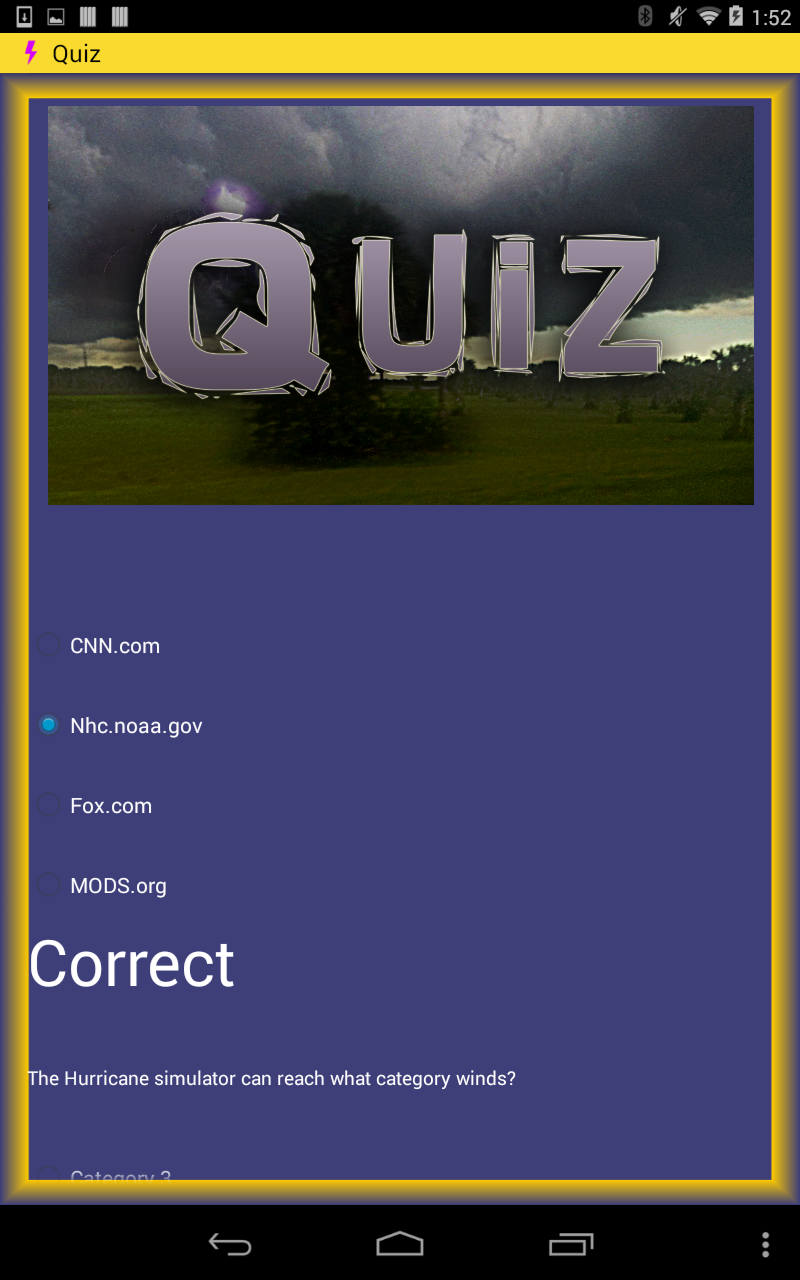 1:52
Quiz
QUiZ
CNN.com
Nhc.noaa.gov
Fox.com
MODS.org
Correct
The Hurricane simulator can reach what category winds?
Category 3